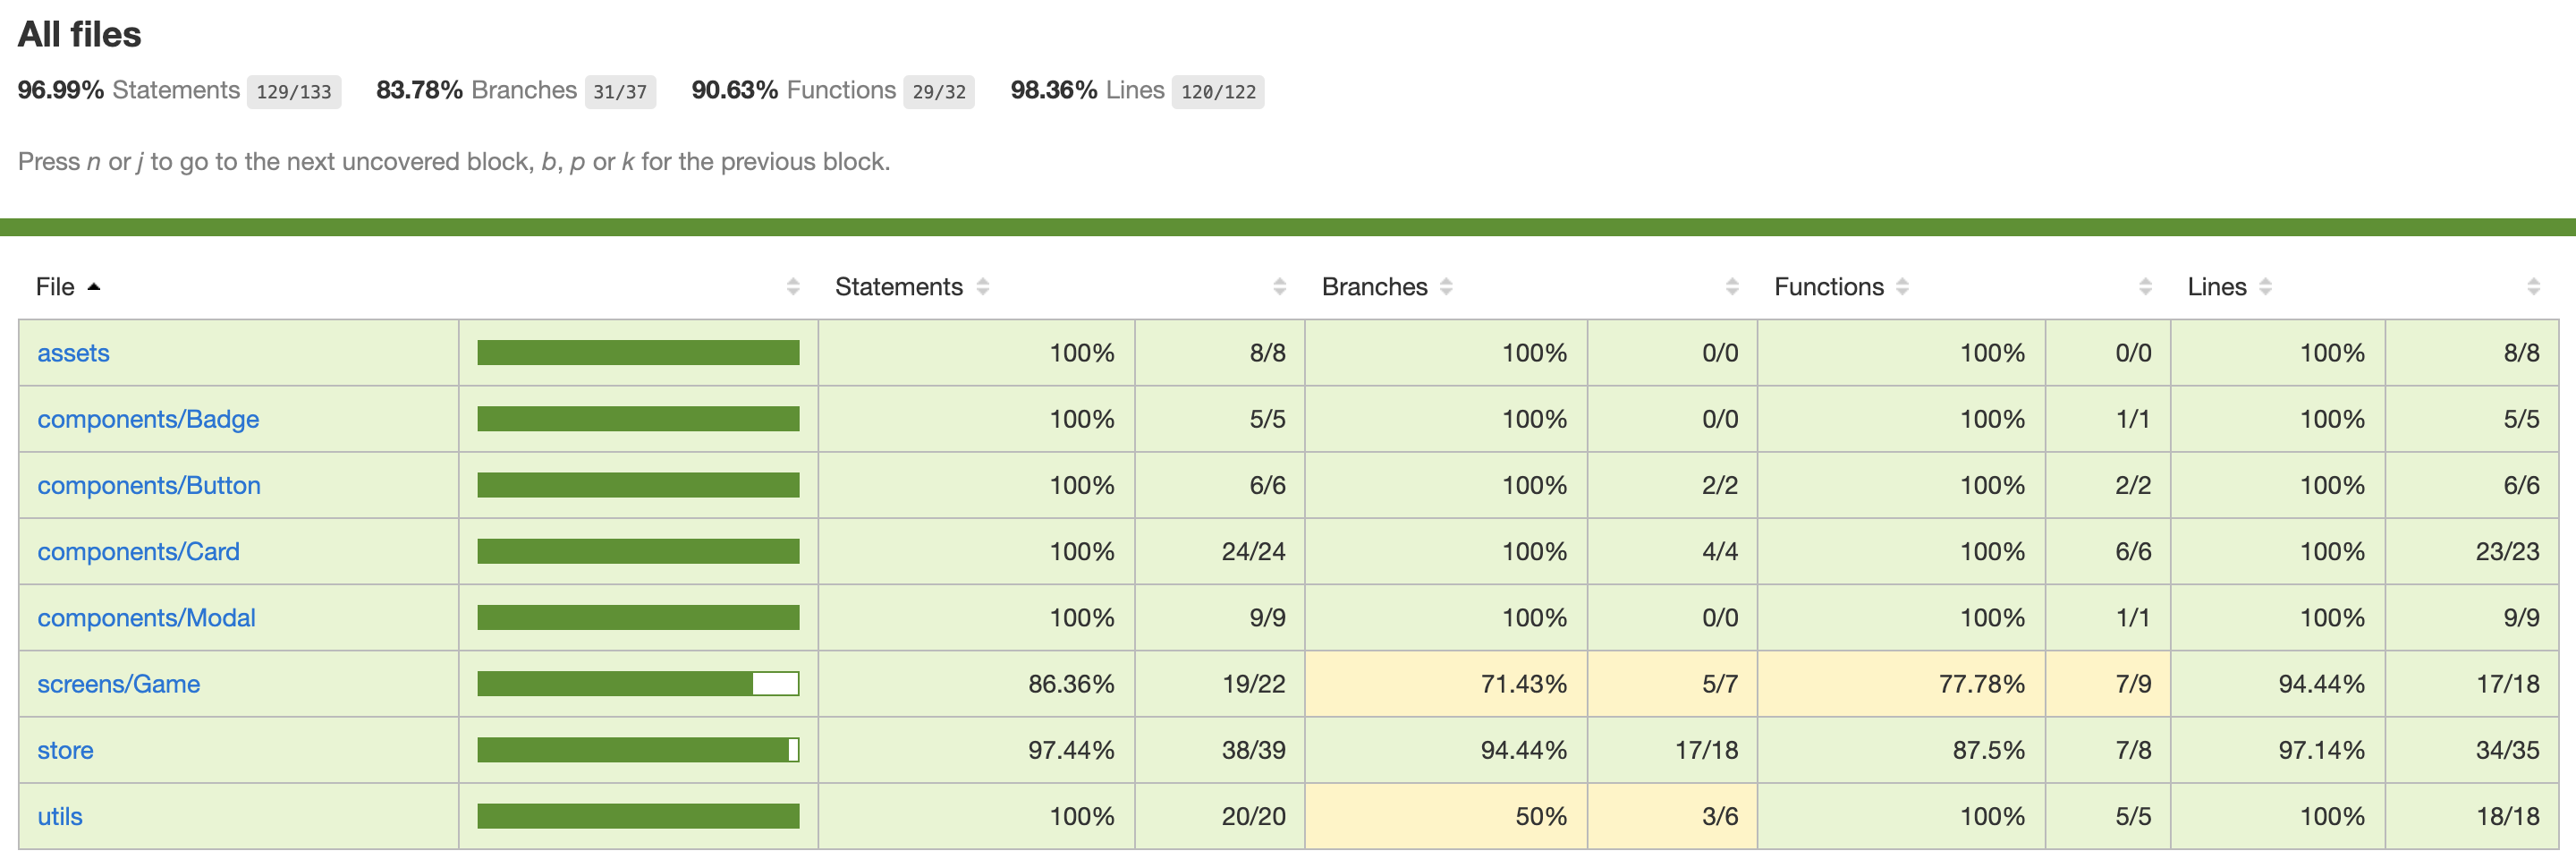 All files
96.99% Statements 129/133 83.78% Branches 31/37 90.63% Functions 29/32 98.36% Lines 120/122
Press n or j to go to the next uncovered block, b, p or k for the previous block.
File Statements Branches Functions Lines
assets 100% 8/8 100% 0/0 100% 0/0 100% 8/8
components/Badge 100% 5/5 100% 0/0 100% 1/1 100% 5/5
components/Button 100% 6/6 100% 2/2 100% 2/2 100% 6/6
components/Card 100% 24/24 100% 4/4 100% 6/6 100% 23/23
components/Modal 100% 9/9 100% 0/0 100% 1/1 100% 9/9
screens/Game 86.36% 19/22 71.43% 5/7 77.78% 7/9 94.44% 17/18
store 97.44% 38/39 94.44% 17/18 87.5% 7/8 97.14% 34/35
utils 100% 20/20 50% 3/6 100% 5/5 100% 18/18